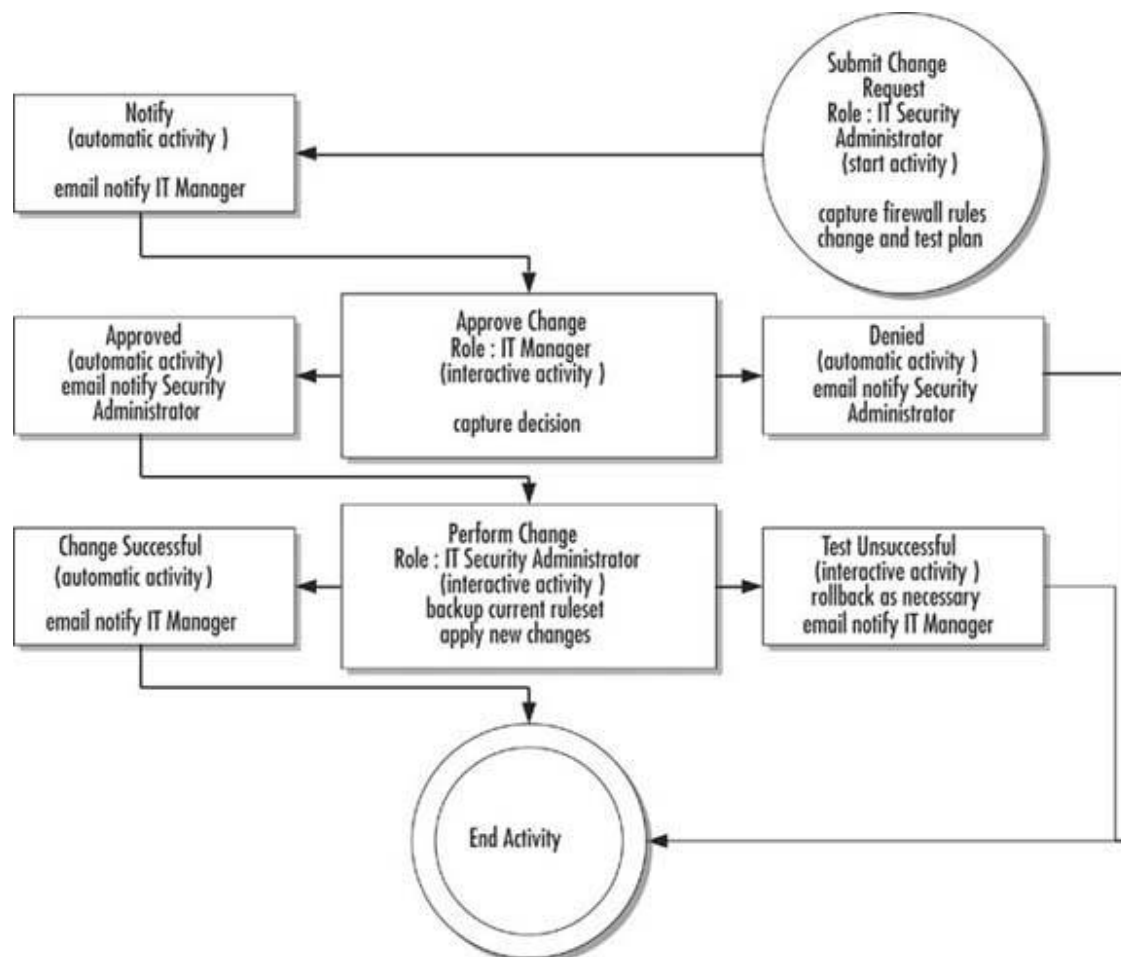 Submit Change
Request
Role : IT Security
Administrator
(start activity )
capture firewall rules
change and test plan
Notify
(automatic activity )
email notify IT Manager
Approve Change
Role : IT Manager
(interactive activity )
capture decision
Approved
(automatic activity)
email notify Security
Administrator
Denied
(automatic activity )
email notify Security
Administrator
Perform Change
Role : IT Security Administrator
(interactive activity )
backup current ruleset
apply new changes
Change Successful
(automatic activity )
email notify IT Manager
Test Unsuccessful
(interactive activity )
rollback as necessary
email notify IT Manager
End Activity